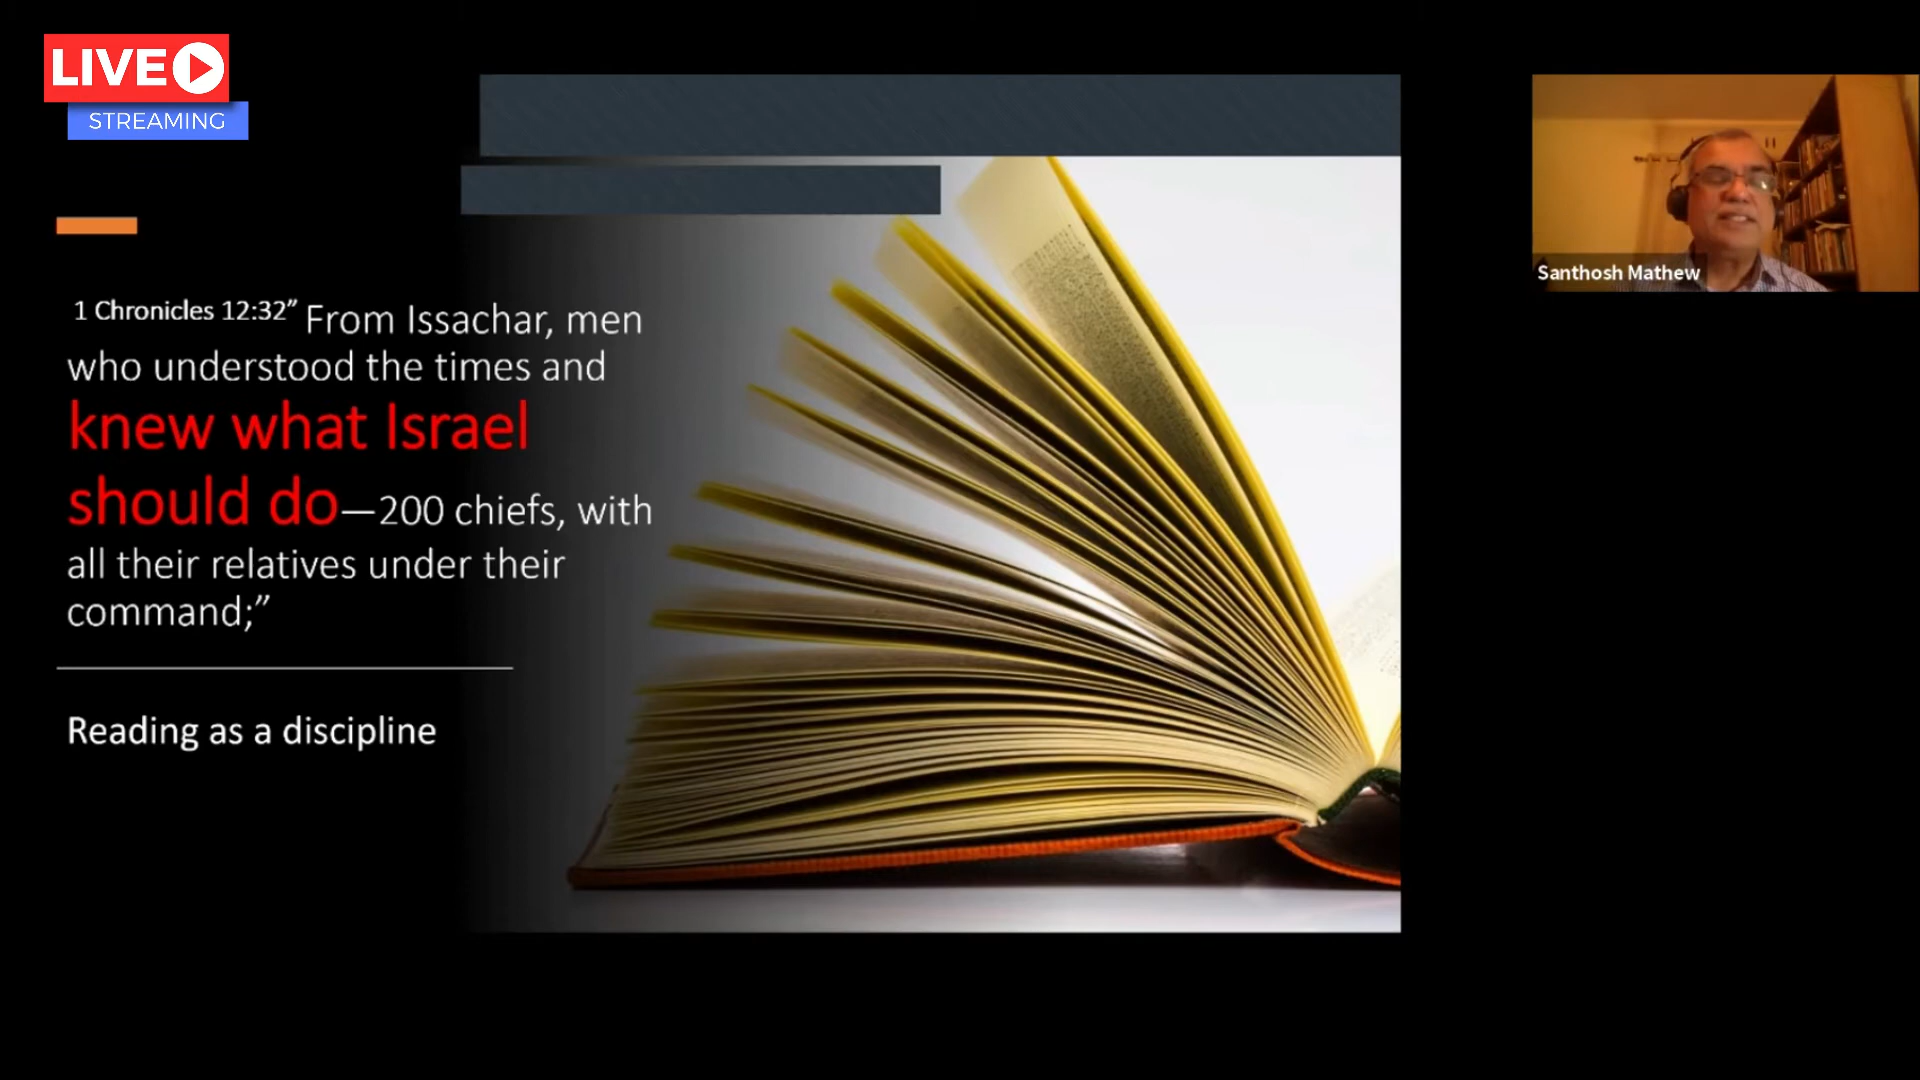 LIVE
STREAMING
1 Chronicles 12:32” From Issachar, men
who understood the times and
knew what Israel
should do—200 chiefs, with
all their relatives under their
command;”
Reading as a discipline
Santhosh Mathew